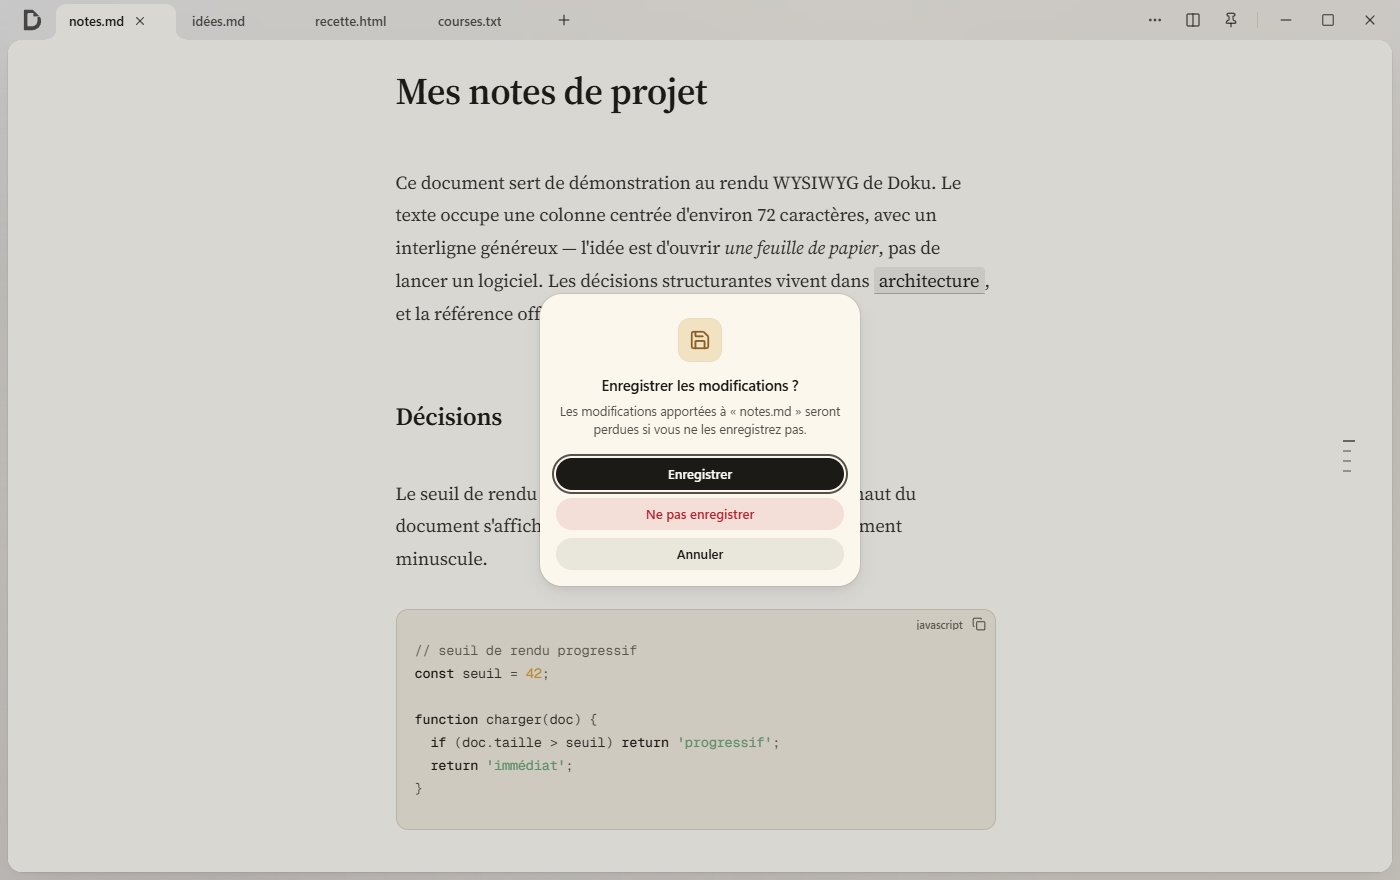 notes.md
idées.md
recette.html
courses.txt
Mes notes de projet
Ce document sert de démonstration au rendu WYSIWYG de Doku. Le
texte occupe une colonne centrée d'environ 72 caractères, avec un
interligne généreux — l'idée est d'ouvrir une feuille de papier, pas de
lancer un logiciel. Les décisions structurantes vivent dans architecture ,
et la référence
Enregistrer les modifications ?
Les modifications apportées à « notes.md » seront
perdues si vous ne les enregistrez pas.
Enregistrer
Ne pas enregistrer
Annuler
Décisions
Le seuil de rendu
haut du
document
minuscule.
javascript
// seuil de rendu progressif
const seuil = 42;
function charger(doc) {
if (doc.taille > seuil) return 'progressif';
return 'immédiat';
}